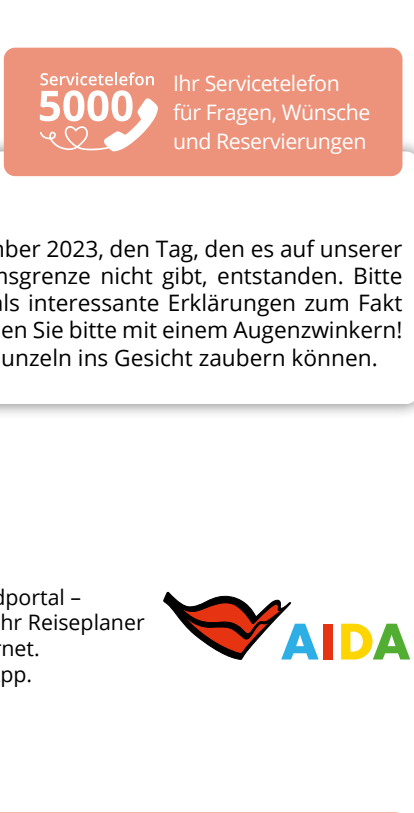 Servicetelefon
5000
Ihr Servicetelefon
für Fragen, Wünsche
und Reservierungen
mber 2023, den Tag, den es auf unserer
msgrenze nicht gibt, entstanden. Bitte
als interessante Erklärungen zum Fakt
en Sie bitte mit einem Augenzwinkern!
unzeln ins Gesicht zaubern können.
dportal –
hr Reiseplaner
rnet.
pp.
AIDA